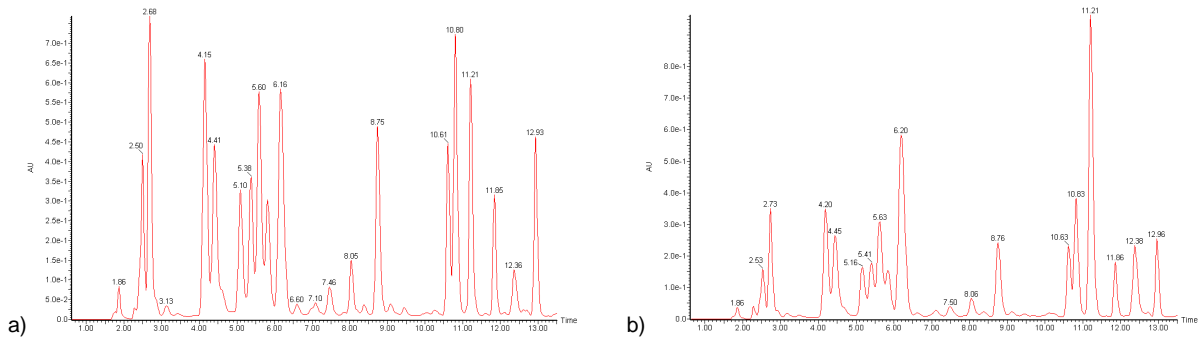 a)
AU
7.0e-1
6.5e-1
6.0e-1
5.5e-1
5.0e-1
4.5e-1
4.0e-1
3.5e-1
3.0e-1
2.5e-1
2.0e-1
1.5e-1
1.0e-1
5.0e-2
0.0
1.86
2.50
2.68
3.13
4.15
4.41
5.10
5.38
5.60
6.16
6.60
7.10
7.46
8.05
8.75
10.61
10.80
11.21
11.85
12.36
12.93
1.00 2.00 3.00 4.00 5.00 6.00 7.00 8.00 9.00 10.00 11.00 12.00 13.00 Time
b)
AU
8.0e-1
7.0e-1
6.0e-1
5.0e-1
4.0e-1
3.0e-1
2.0e-1
1.0e-1
0.0
1.86
2.53
2.73
4.20
4.45
5.16
5.41
5.63
6.20
7.50
8.06
8.76
10.63
10.83
11.21
11.86
12.38
12.96
1.00 2.00 3.00 4.00 5.00 6.00 7.00 8.00 9.00 10.00 11.00 12.00 13.00 Time